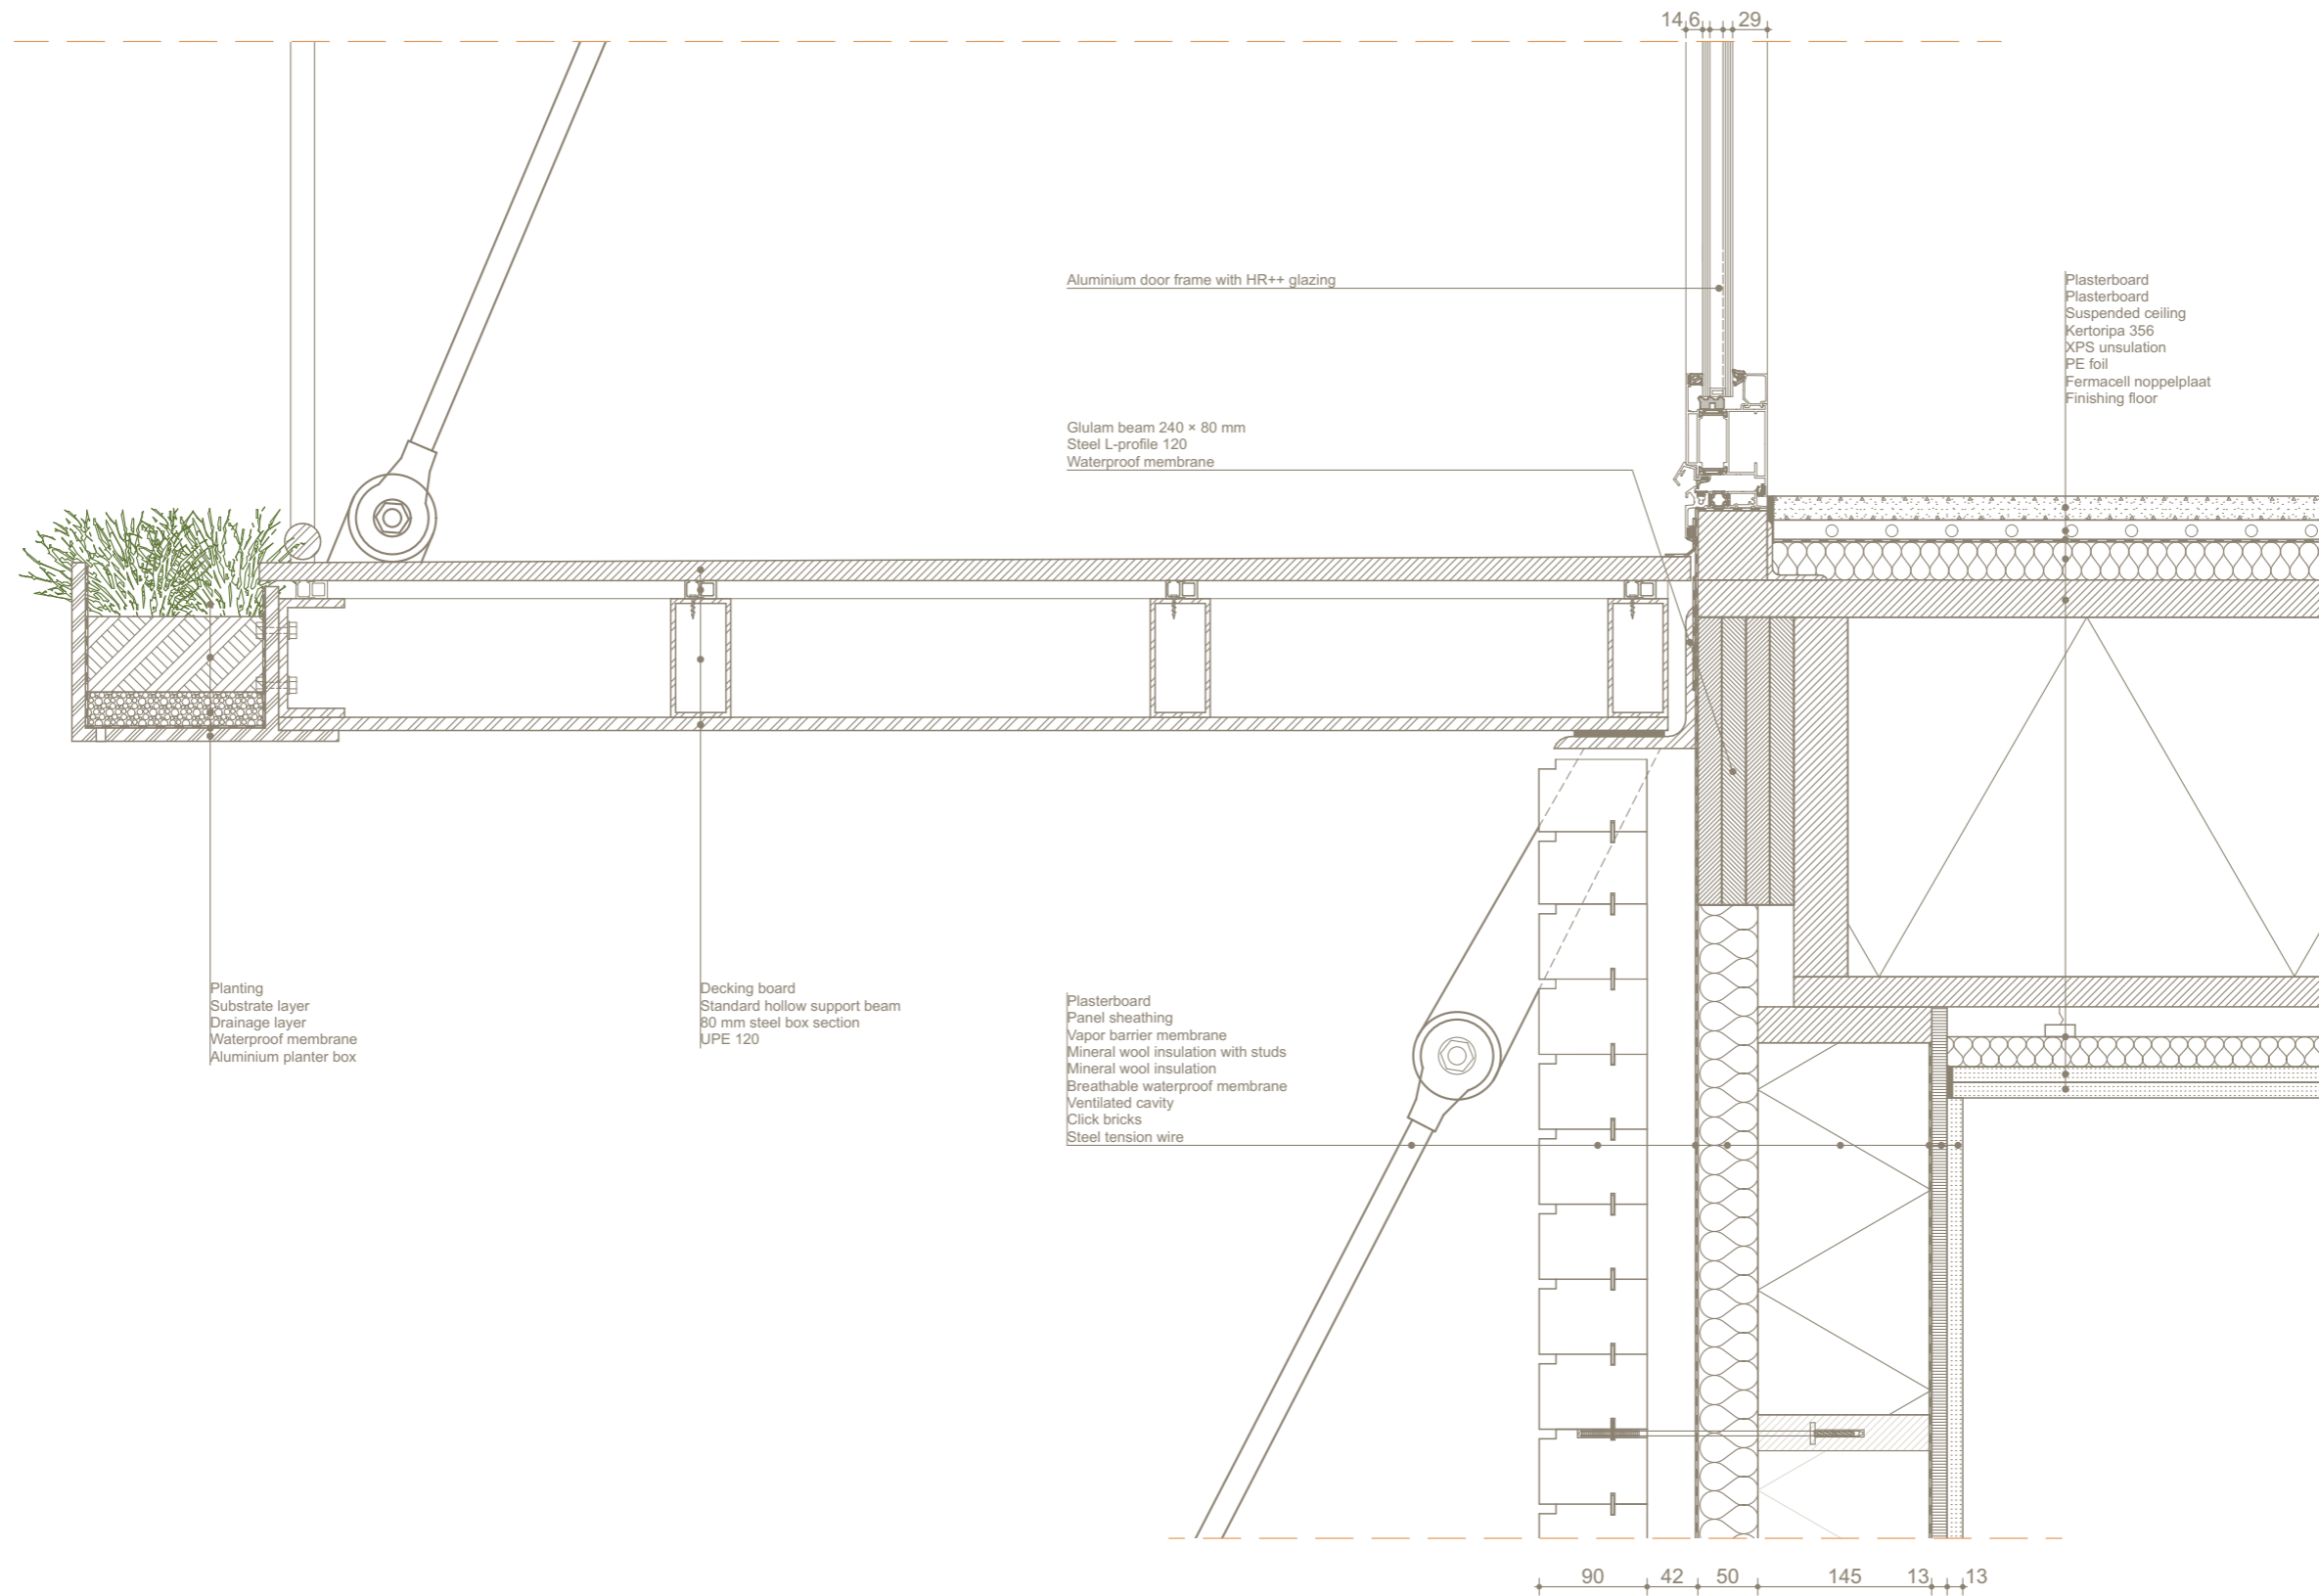 14 6 29
Aluminium door frame with HR++ glazing
Plasterboard
Plasterboard
Suspended ceiling
Kertoripa 356
XPS unsulation
PE foil
Fermacell noppelplaat
Finishing floor
Glulam beam 240 × 80 mm
Steel L-profile 120
Waterproof membrane
Planting
Substrate layer
Drainage layer
Waterproof membrane
Aluminium planter box
Decking board
Standard hollow support beam
80 mm steel box section
UPE 120
Plasterboard
Panel sheathing
Vapor barrier membrane
Mineral wool insulation with studs
Mineral wool insulation
Breathable waterproof membrane
Ventilated cavity
Click bricks
Steel tension wire
90 42 50 145 13 13